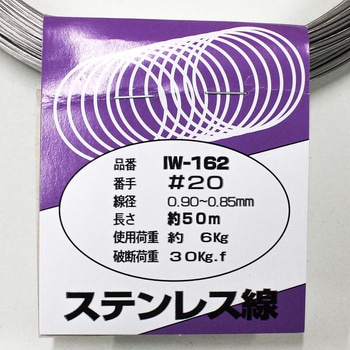 品番 IW-162
番手 #20
線径 0.90~0.85mm
長さ 約50m
使用荷重 約 6Kg
破断荷重 30Kg.f
ステンレス線